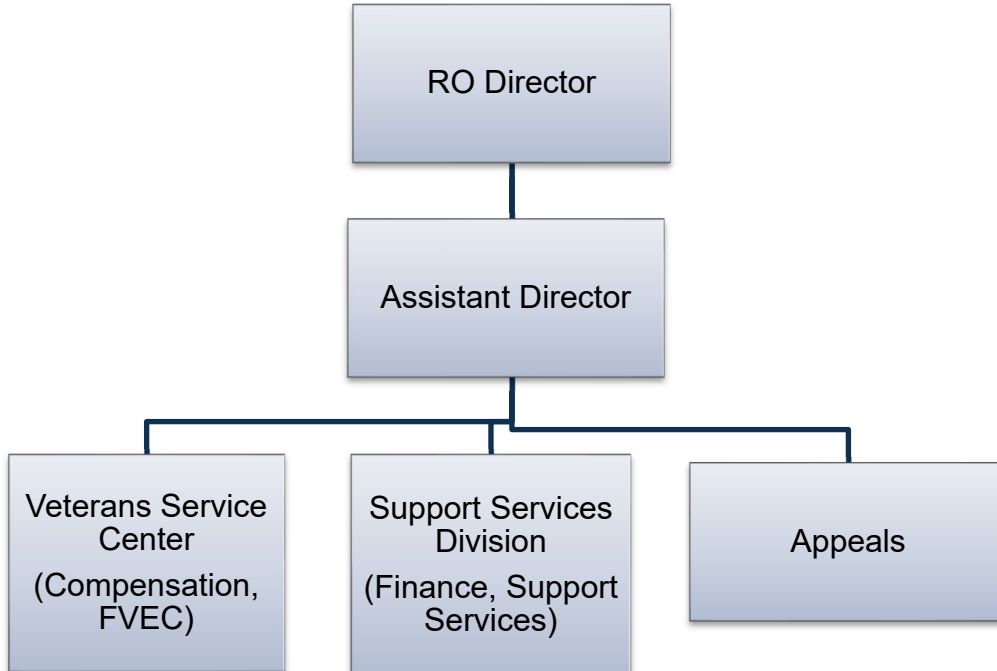 RO Director
Assistant Director
Veterans Service
Center
(Compensation,
FVEC)
Support Services
Division
(Finance, Support
Services)
Appeals